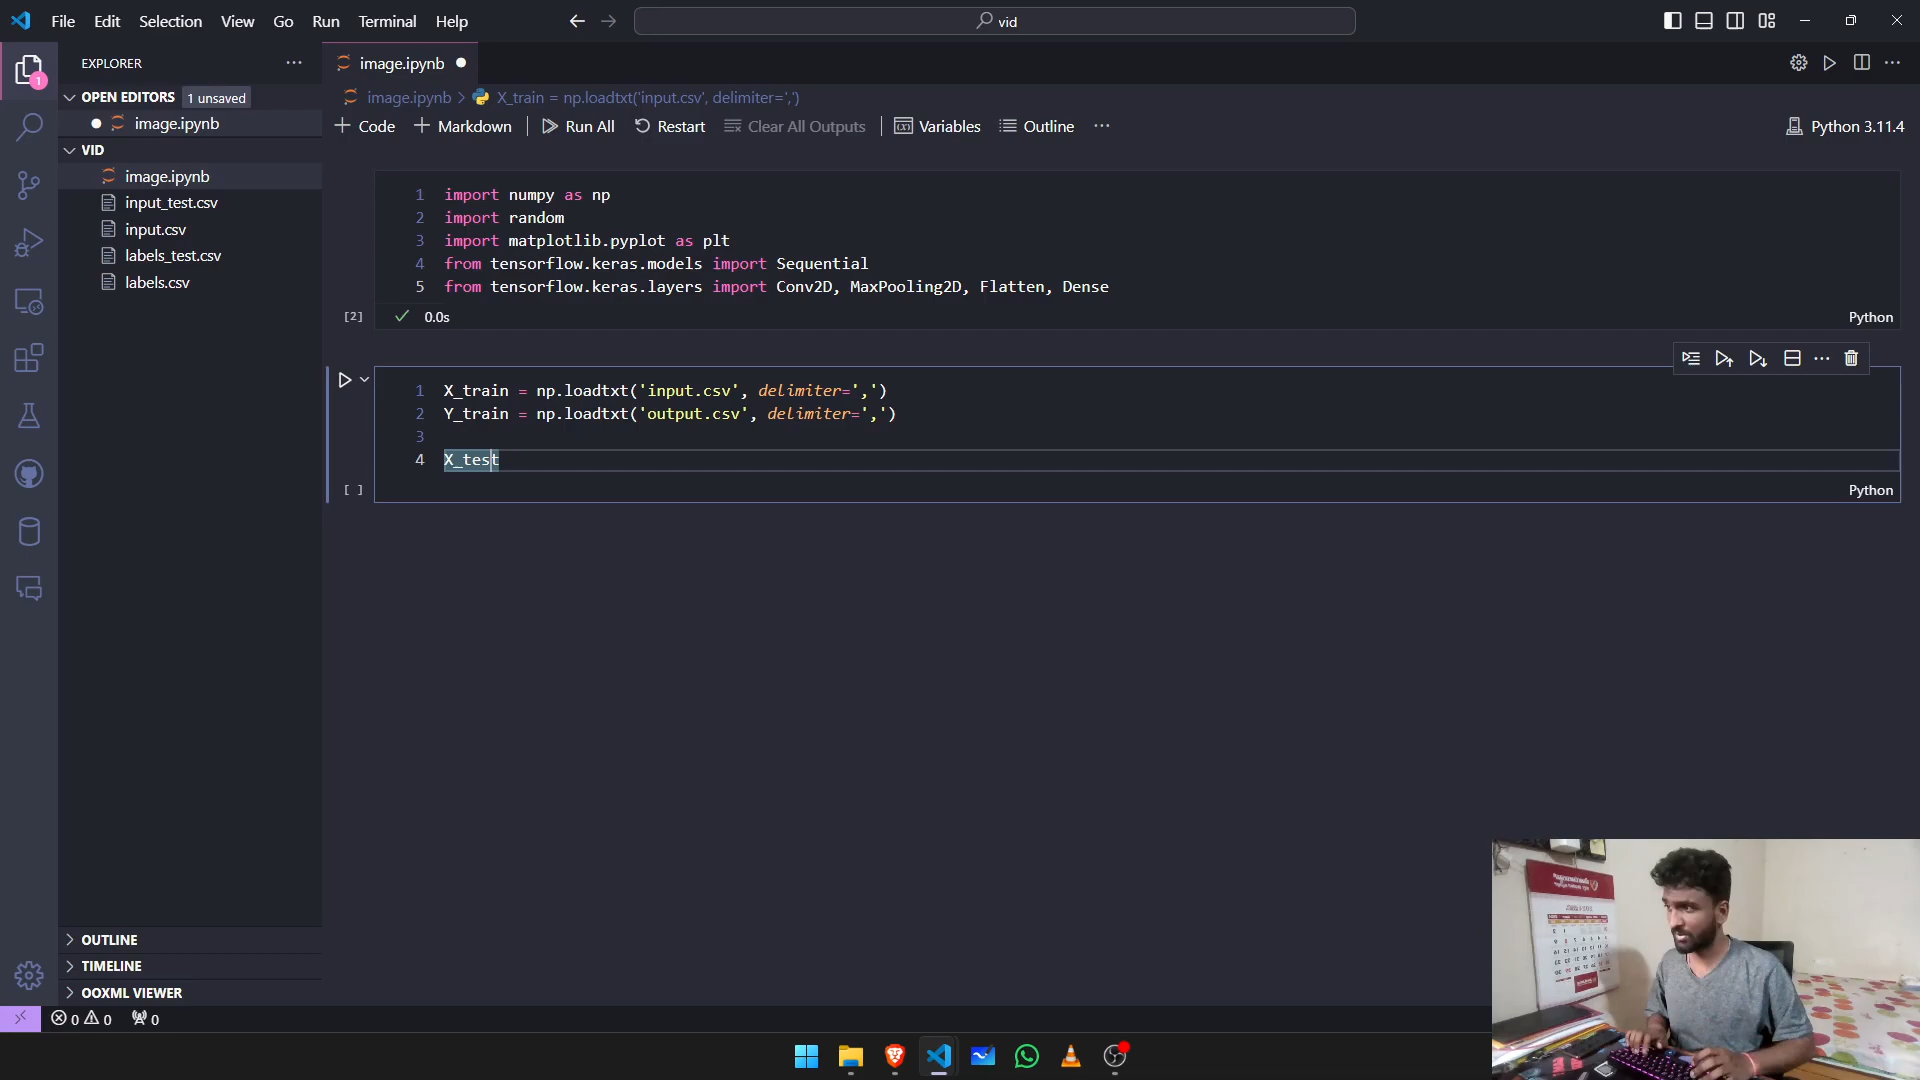 File Edit Selection View Go Run Terminal Help
vid
EXPLORER
OPEN EDITORS 1 unsaved
image.ipynb
VID
image.ipynb
input_test.csv
input.csv
labels_test.csv
labels.csv
OUTLINE
TIMELINE
OOXML VIEWER
1
image.ipynb
image.ipynb > X_train = np.loadtxt('input.csv', delimiter=',')
Code Markdown Run All Restart Clear All Outputs Variables Outline
Python 3.11.4
1 import numpy as np
2 import random
3 import matplotlib.pyplot as plt
4 from tensorflow.keras.models import Sequential
5 from tensorflow.keras.layers import Conv2D, MaxPooling2D, Flatten, Dense
[2] 0.0s Python
1 X_train = np.loadtxt('input.csv', delimiter=',')
2 Y_train = np.loadtxt('output.csv', delimiter=',')
3
4 X_test
[ ] Python
0 0 0